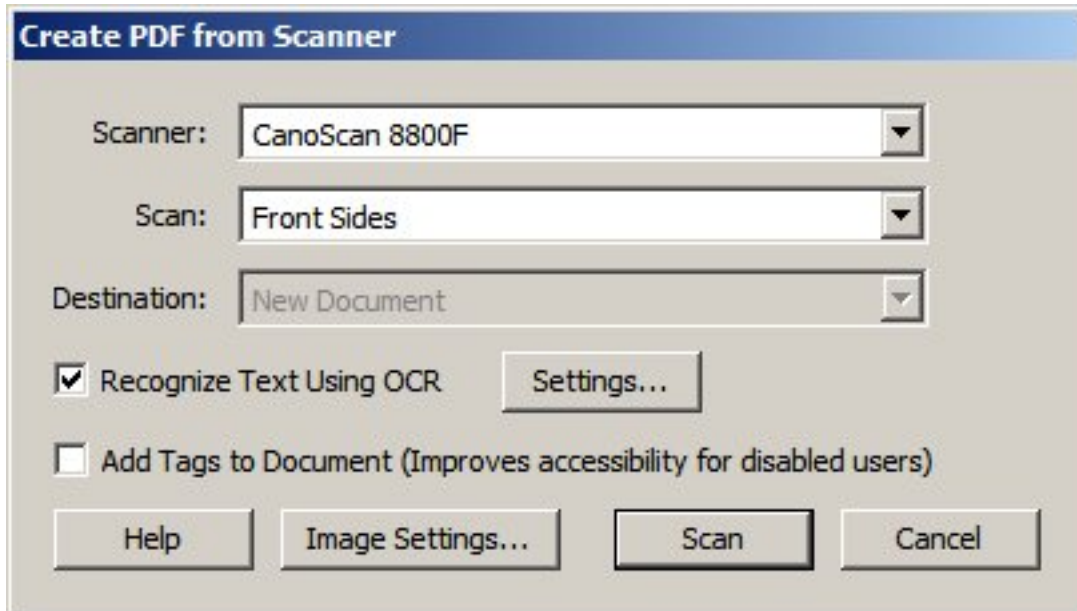 Create PDF from Scanner
Scanner: CanoScan 8800F
Scan: Front Sides
Destination: New Document
Recognize Text Using OCR Settings...
Add Tags to Document (Improves accessibility for disabled users)
Help Image Settings... Scan Cancel